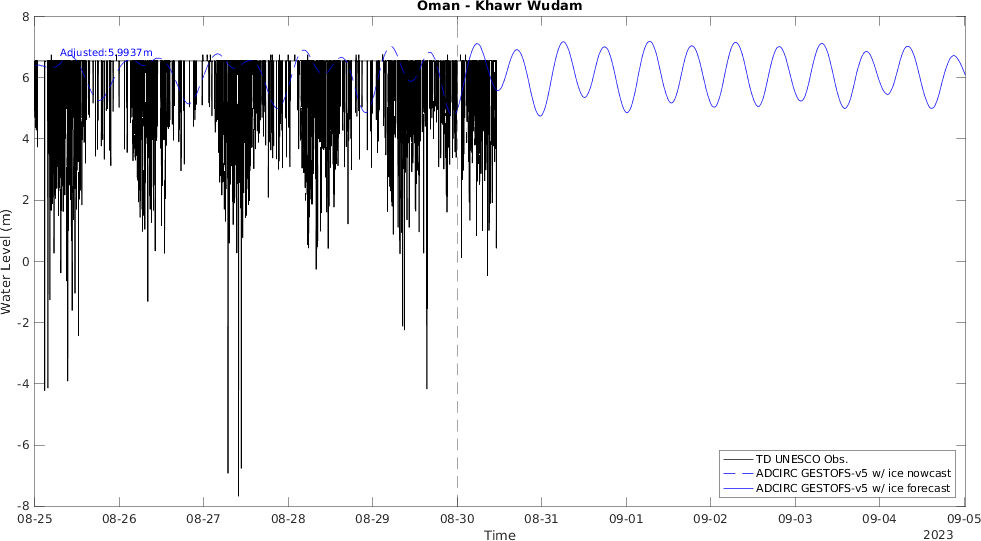 Oman - Khawr Wudam
8
6
4
2
0
-2
-4
-6
-8
Water Level (m)
Adjusted:5.9937m
TD UNESCO Obs.
ADCIRC GESTOFS-v5 w/ ice nowcast
ADCIRC GESTOFS-v5 w/ ice forecast
08-25 08-26 08-27 08-28 08-29 08-30 08-31 09-01 09-02 09-03 09-04 09-05
Time
2023